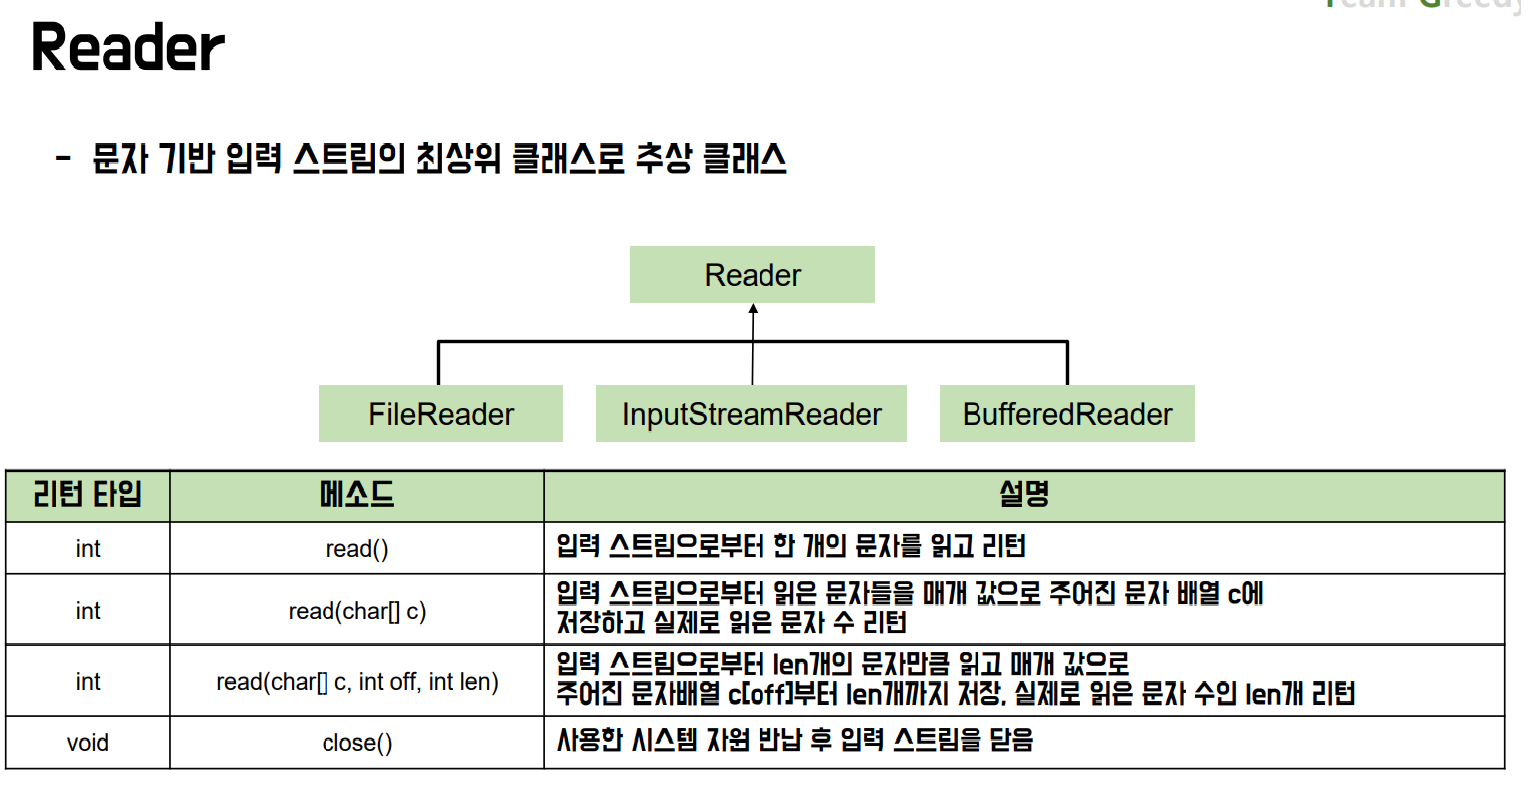 Team Greedy
Reader
- 문자 기반 입력 스트림의 최상위 클래스로 추상 클래스
Reader
FileReader InputStreamReader BufferedReader
리턴 타입 메소드 설명
int read() 입력 스트림으로부터 한 개의 문자를 읽고 리턴
int read(char[] c) 입력 스트림으로부터 읽은 문자들을 매개 값으로 주어진 문자 배열 c에
저장하고 실제로 읽은 문자 수 리턴
int read(char[] c, int off, int len) 입력 스트림으로부터 len개의 문자만큼 읽고 매개 값으로
주어진 문자배열 c[off]부터 len개까지 저장, 실제로 읽은 문자 수인 len개 리턴
void close() 사용한 시스템 자원 반납 후 입력 스트림을 닫음